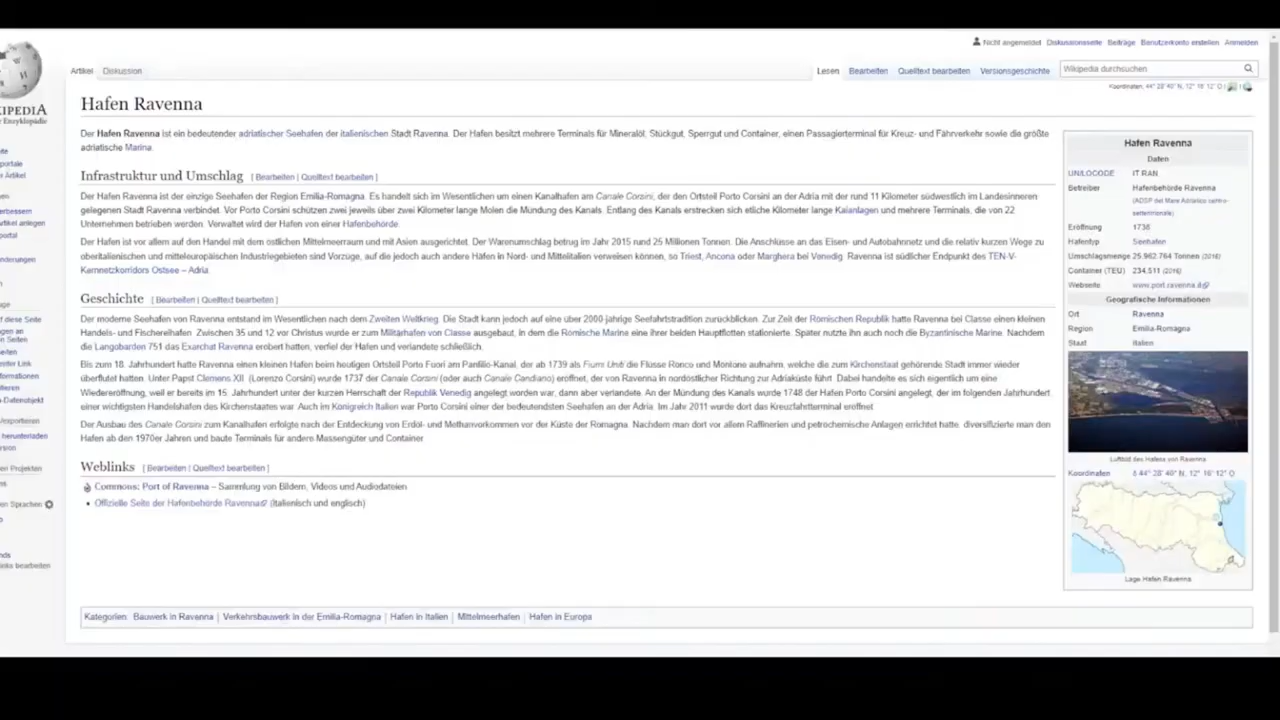 Nicht angemeldet Diskussionsseite Beiträge Benutzerkonto erstellen Anmelden
Artikel Diskussion Lesen Bearbeiten Quelltext bearbeiten Versionsgeschichte Wikipedia durchsuchen
IPEDIA
Enzyklopädie
Koordinaten: 44° 28′ 40″ N, 12° 16′ 12″ O
Hafen Ravenna
Der Hafen Ravenna ist ein bedeutender adriatischer Seehafen der italienischen Stadt Ravenna. Der Hafen besitzt mehrere Terminals für Mineralöl, Stückgut, Sperrgut und Container, einen Passagierterminal für Kreuz- und Fährverkehr sowie die größte
adriatische Marina.
Infrastruktur und Umschlag [ Bearbeiten | Quelltext bearbeiten ]
Der Hafen Ravenna ist der einzige Seehafen der Region Emilia-Romagna. Es handelt sich im Wesentlichen um einen Kanalhafen am Canale Corsini, der den Ortsteil Porto Corsini an der Adria mit der rund 11 Kilometer südwestlich im Landesinneren
gelegenen Stadt Ravenna verbindet. Vor Porto Corsini schützen zwei jeweils über zwei Kilometer lange Molen die Mündung des Kanals. Entlang des Kanals erstrecken sich etliche Kilometer lange Kaianlagen und mehrere Terminals, die von 22
Unternehmen betrieben werden. Verwaltet wird der Hafen von einer Hafenbehörde.
Der Hafen ist vor allem auf den Handel mit dem östlichen Mittelmeerraum und mit Asien ausgerichtet. Der Warenumschlag betrug im Jahr 2015 rund 25 Millionen Tonnen. Die Anschlüsse an das Eisen- und Autobahnnetz und die relativ kurzen Wege zu
oberitalienischen und mitteleuropäischen Industriegebieten sind Vorzüge, auf die jedoch auch andere Häfen in Nord- und Mittelitalien verweisen können, so Triest, Ancona oder Marghera bei Venedig. Ravenna ist südlicher Endpunkt des TEN-V-
Kernnetzkorridors Ostsee – Adria.
Geschichte [ Bearbeiten | Quelltext bearbeiten ]
Der moderne Seehafen von Ravenna entstand im Wesentlichen nach dem Zweiten Weltkrieg. Die Stadt kann jedoch auf eine über 2000-jährige Seefahrtstradition zurückblicken. Zur Zeit der Römischen Republik hatte Ravenna bei Classe einen kleinen
Handels- und Fischereihafen. Zwischen 35 und 12 vor Christus wurde er zum Militärhafen von Classe ausgebaut, in dem die Römische Marine eine ihrer beiden Hauptflotten stationierte. Später nutzte ihn auch noch die Byzantinische Marine. Nachdem
die Langobarden 751 das Exarchat Ravenna erobert hatten, verfiel der Hafen und verlandete schließlich.
Bis zum 18. Jahrhundert hatte Ravenna einen kleinen Hafen beim heutigen Ortsteil Porto Fuori am Panfilio-Kanal, der ab 1739 als Fiumi Uniti die Flüsse Ronco und Montone aufnahm, welche die zum Kirchenstaat gehörende Stadt immer wieder
überflutet hatten. Unter Papst Clemens XII. (Lorenzo Corsini) wurde 1737 der Canale Corsini (oder auch Canale Candiano) eröffnet, der von Ravenna in nordöstlicher Richtung zur Adriaküste führt. Dabei handelte es sich eigentlich um eine
Wiedereröffnung, weil er bereits im 15. Jahrhundert unter der kurzen Herrschaft der Republik Venedig angelegt worden war, dann aber verlandete. An der Mündung des Kanals wurde 1748 der Hafen Porto Corsini angelegt, der im folgenden Jahrhundert
einer wichtigsten Handelshäfen des Kirchenstaates war. Auch im Königreich Italien war Porto Corsini einer der bedeutendsten Seehäfen an der Adria. Im Jahr 2011 wurde dort das Kreuzfahrtterminal eröffnet.
Der Ausbau des Canale Corsini zum Kanalhafen erfolgte nach der Entdeckung von Erdöl- und Methanvorkommen vor der Küste der Romagna. Nachdem man dort vor allem Raffinerien und petrochemische Anlagen errichtet hatte, diversifizierte man den
Hafen ab den 1970er Jahren und baute Terminals für andere Massengüter und Container.
Weblinks [ Bearbeiten | Quelltext bearbeiten ]
Commons: Port of Ravenna – Sammlung von Bildern, Videos und Audiodateien
• Offizielle Seite der Hafenbehörde Ravenna (italienisch und englisch)
Kategorien: Bauwerk in Ravenna | Verkehrsbauwerk in der Emilia-Romagna | Hafen in Italien | Mittelmeerhafen | Hafen in Europa
Hafen Ravenna
Daten
UN/LOCODE IT RAN
Betreiber Hafenbehörde Ravenna
(ADSP del Mare Adriatico centro-
settentrionale)
Eröffnung 1738
Hafentyp Seehafen
Umschlagsmenge 25.962.764 Tonnen (2016)
Container (TEU) 234.511 (2016)
Webseite www.port.ravenna.it
Geografische Informationen
Ort Ravenna
Region Emilia-Romagna
Staat Italien
Luftbild des Hafens von Ravenna
Koordinaten 44° 28′ 40″ N, 12° 16′ 12″ O
Lage Hafen Ravenna